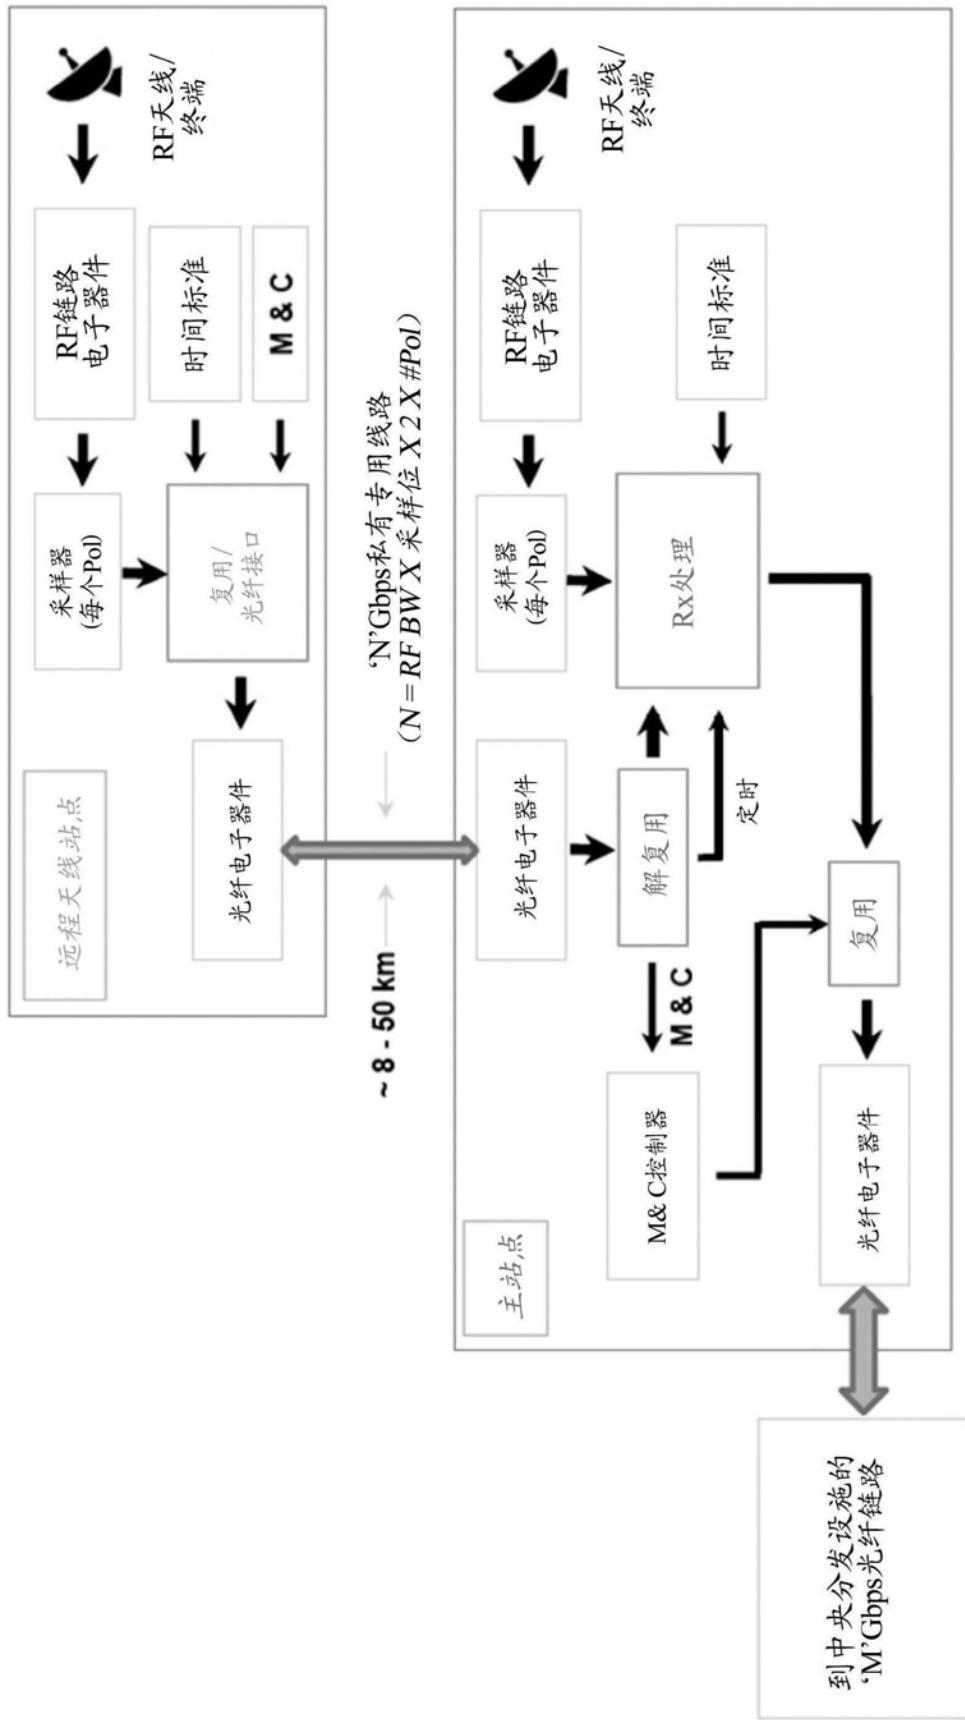 远程天线站点
光纤电子器件
采样器
(每个Pol)
复用/
光纤接口
RF链路
电子器件
时间标准
M & C
RF天线/
终端
~ 8 - 50 km
‘N’Gbps私有专用线路
(N = RF BW X 采样位 X 2 X #Pol)
主站点
光纤电子器件
采样器
(每个Pol)
RF链路
电子器件
RF天线/
终端
M& C控制器
M & C
解复用
定时
Rx处理
时间标准
复用
光纤电子器件
到中央分发设施的
‘M’Gbps光纤链路